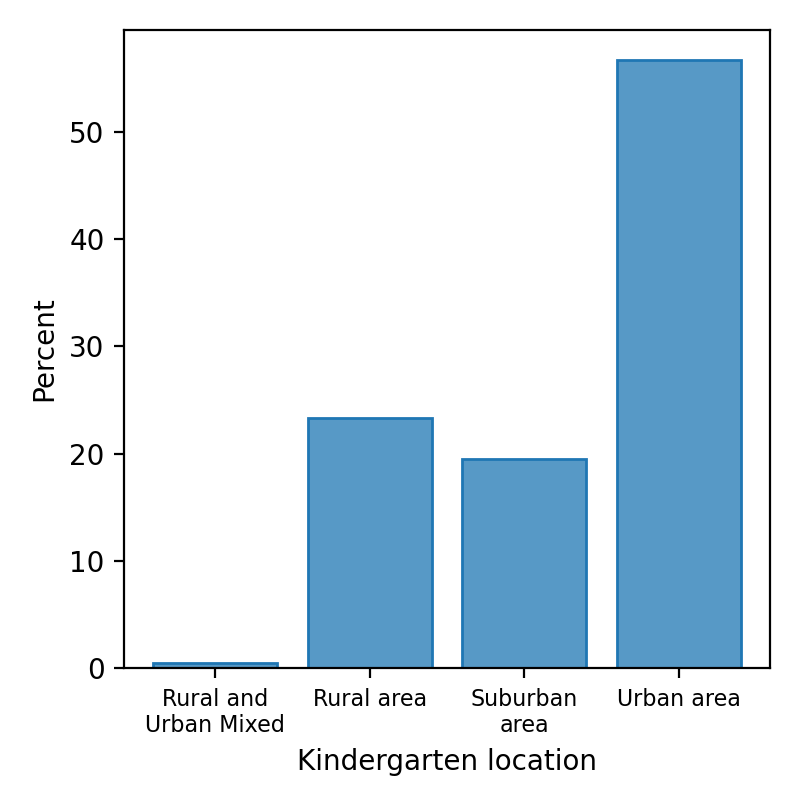 50
40
30
20
10
0
Percent
Rural and
Urban Mixed
Rural area
Suburban
area
Urban area
Kindergarten location